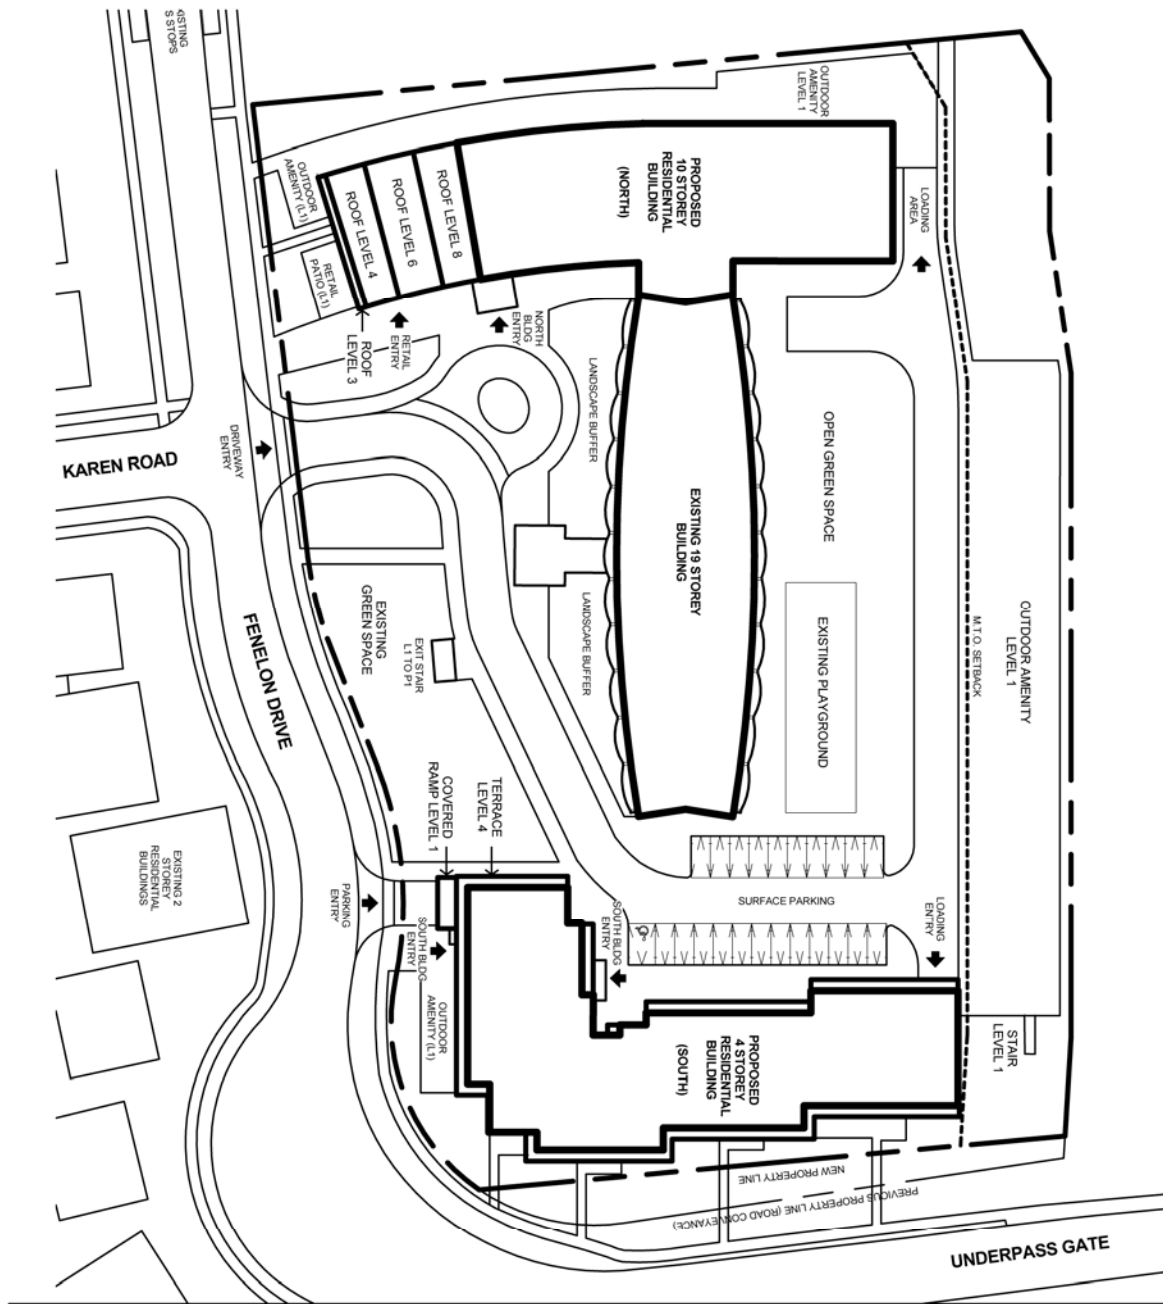 ISTING
S STOPS
OUTDOOR
AMENITY
LEVEL 1
PROPOSED
10 STOREY
RESIDENTIAL
BUILDING
(NORTH)
OUTDOOR
AMENITY (L1)
ROOF LEVEL 4
ROOF LEVEL 6
ROOF LEVEL 8
LOADING
AREA
RETAIL
PATIO (L1)
ROOF
LEVEL 3
RETAIL
ENTRY
NORTH
BLDG
ENTRY
LANDSCAPE BUFFER
OPEN GREEN SPACE
KAREN ROAD
DRIVEWAY
ENTRY
EXISTING 19 STOREY
BUILDING
EXISTING
GREEN SPACE
EXIT STAIR
L1 TO P1
LANDSCAPE BUFFER
EXISTING PLAYGROUND
M.T.O. SETBACK
OUTDOOR AMENITY
LEVEL 1
FENELON DRIVE
COVERED
RAMP LEVEL 1
TERRACE
LEVEL 4
EXISTING 2
STOREY
RESIDENTIAL
BUILDINGS
PARKING
ENTRY
SOUTH BLDG
ENTRY
SOUTH BLDG
ENTRY
SURFACE PARKING
LOADING
ENTRY
OUTDOOR
AMENITY (L1)
PROPOSED
4 STOREY
RESIDENTIAL
BUILDING
(SOUTH)
STAIR
LEVEL 1
NEW PROPERTY LINE
PREVIOUS PROPERTY LINE (ROAD CONVEYANCE)
UNDERPASS GATE